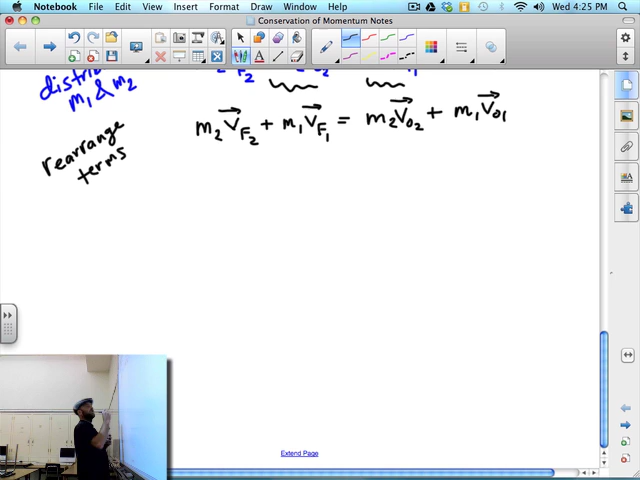 Notebook File Edit View Insert Format Draw Window Help Wed 4:25 PM
Conservation of Momentum Notes
distri
m₁ & m₂
rearrange
terms
m₂V⃗F₂ + m₁V⃗F₁ = m₂V⃗o₂ + m₁V⃗o₁
Extend Page